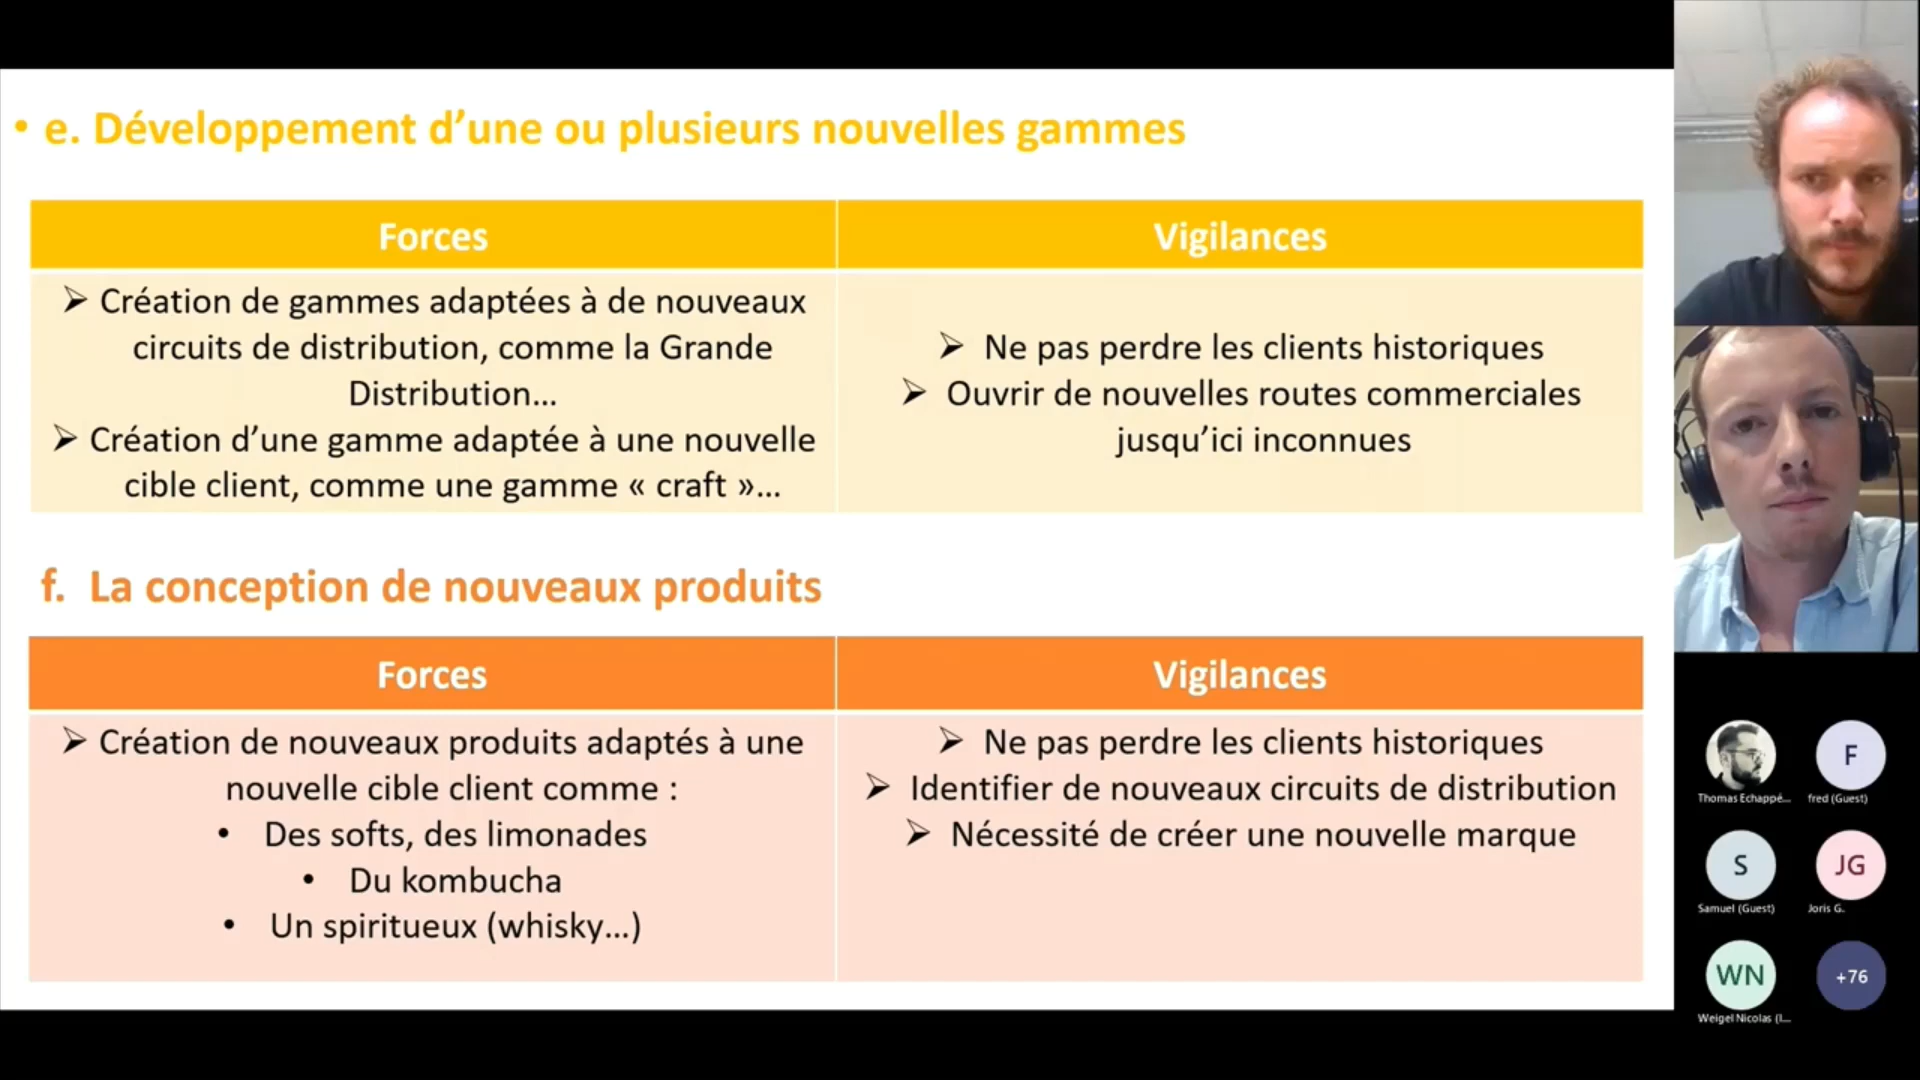 • e. Développement d’une ou plusieurs nouvelles gammes
Forces
Vigilances
➢ Création de gammes adaptées à de nouveaux
circuits de distribution, comme la Grande
Distribution...
➢ Création d’une gamme adaptée à une nouvelle
cible client, comme une gamme « craft »...
➢ Ne pas perdre les clients historiques
➢ Ouvrir de nouvelles routes commerciales
jusqu’ici inconnues
f. La conception de nouveaux produits
Forces
Vigilances
➢ Création de nouveaux produits adaptés à une
nouvelle cible client comme :
• Des softs, des limonades
• Du kombucha
• Un spiritueux (whisky...)
➢ Ne pas perdre les clients historiques
➢ Identifier de nouveaux circuits de distribution
➢ Nécessité de créer une nouvelle marque
F
Thomas Echappé...
fred (Guest)
S
JG
Samuel (Guest)
Joris G.
WN
+76
Weigel Nicolas (I...